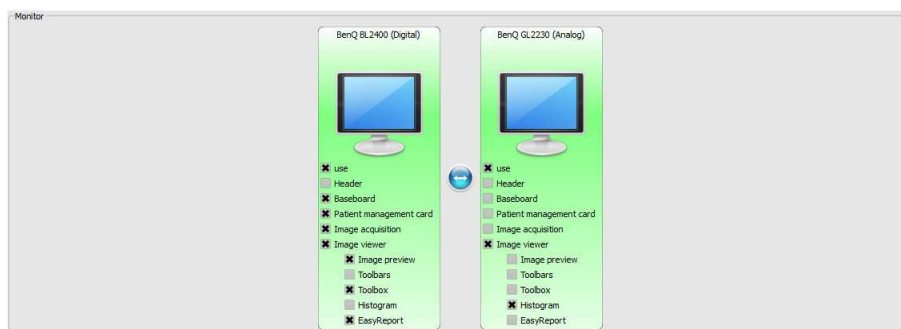 Monitor
BenQ BL2400 (Digital)
use
Header
Baseboard
Patient management card
Image acquisition
Image viewer
Image preview
Toolbars
Toolbox
Histogram
EasyReport
BenQ GL2230 (Analog)
use
Header
Baseboard
Patient management card
Image acquisition
Image viewer
Image preview
Toolbars
Toolbox
Histogram
EasyReport